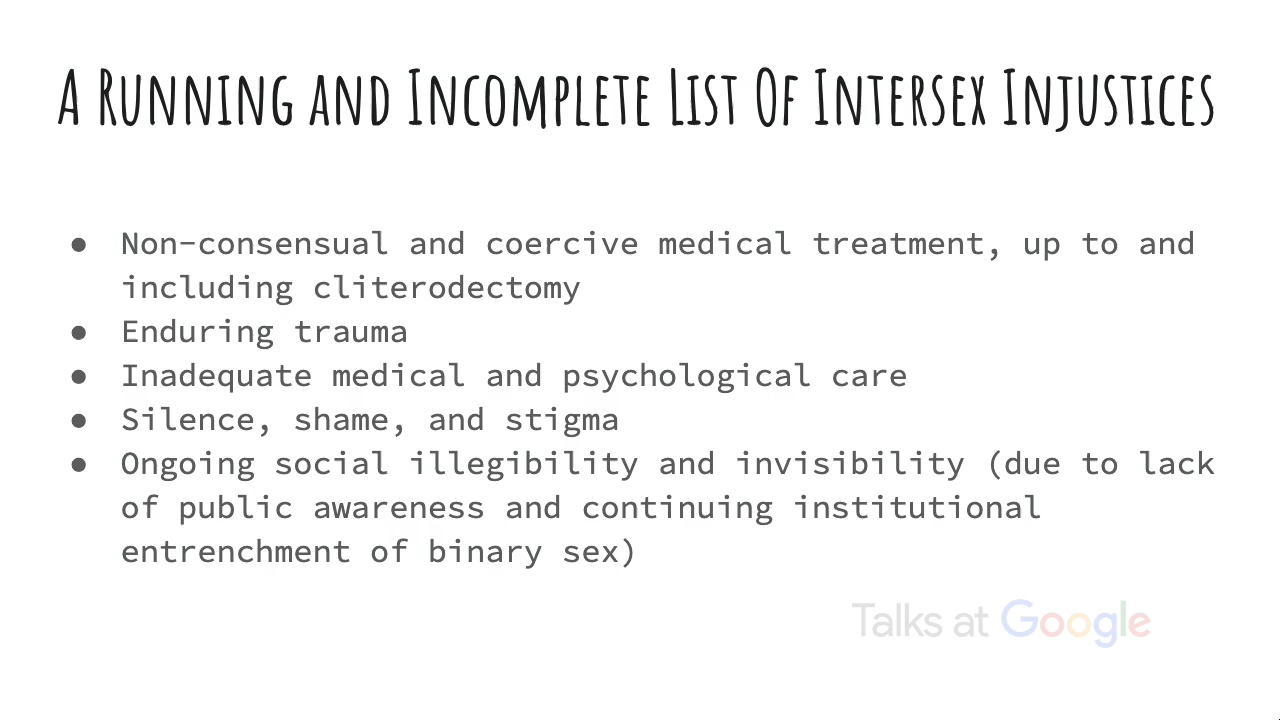 A Running and Incomplete List Of Intersex Injustices
● Non-consensual and coercive medical treatment, up to and
including cliterodectomy
● Enduring trauma
● Inadequate medical and psychological care
● Silence, shame, and stigma
● Ongoing social illegibility and invisibility (due to lack
of public awareness and continuing institutional
entrenchment of binary sex)
Talks at Google